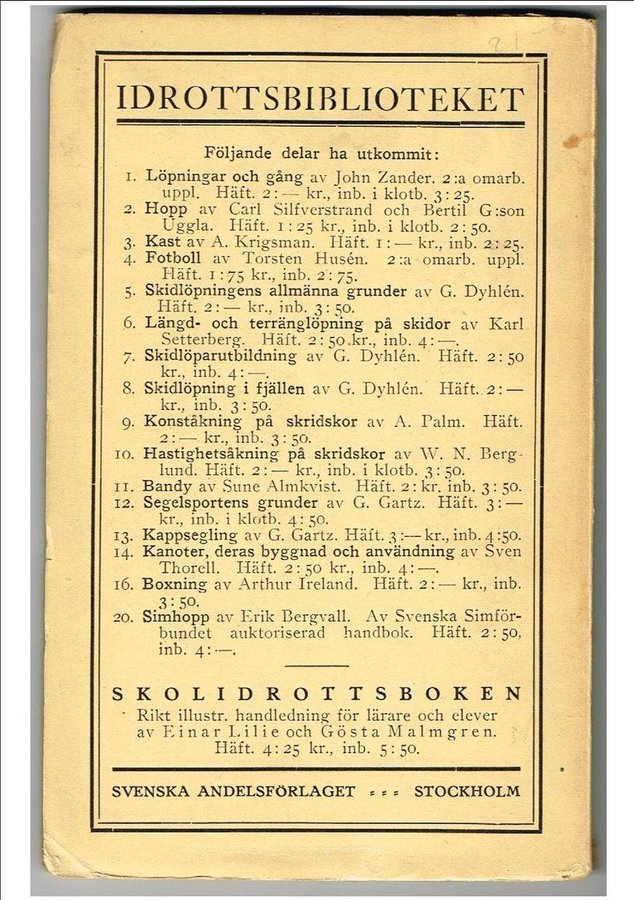 IDROTTSBIBLIOTEKET
Följande delar ha utkommit:
1. Löpningar och gång av John Zander. 2:a omarb.
uppl. Häft. 2:— kr., inb. i klotb. 3:25.
2. Hopp av Carl Silfverstrand och Bertil G:son
Uggla. Häft. 1:25 kr., inb. i klotb. 2:50.
3. Kast av A. Krigsman. Häft. 1:— kr., inb. 2:25.
4. Fotboll av Torsten Husén. 2:a omarb. uppl.
Häft. 1:75 kr., inb. 2:75.
5. Skidlöpningens allmänna grunder av G. Dyhlén.
Häft. 2:— kr., inb. 3:50.
6. Längd- och terränglöpning på skidor av Karl
Setterberg. Häft. 2:50 kr., inb. 4:—.
7. Skidlöparutbildning av G. Dyhlén. Häft. 2:50
kr., inb. 4:—.
8. Skidlöpning i fjällen av G. Dyhlén. Häft. 2:—
kr., inb. 3:50.
9. Konståkning på skridskor av A. Palm. Häft.
2:— kr., inb. 3:50.
10. Hastighetsåkning på skridskor av W. N. Berg-
lund. Häft. 2:— kr., inb. i klotb. 3:50.
11. Bandy av Sune Almkvist. Häft. 2: kr. inb. 3:50.
12. Segelsportens grunder av G. Gartz. Häft. 3:—
kr., inb. i klotb. 4:50.
13. Kappsegling av G. Gartz. Häft. 3:— kr., inb. 4:50.
14. Kanoter, deras byggnad och användning av Sven
Thorell. Häft. 2:50 kr., inb. 4:—.
16. Boxning av Arthur Ireland. Häft. 2:— kr., inb.
3:50.
20. Simhopp av Erik Bergvall. Av Svenska Simför-
bundet auktoriserad handbok. Häft. 2:50,
inb. 4:—.
SKOLIDROTTSBOKEN
Rikt illustr. handledning för lärare och elever
av Einar Lilie och Gösta Malmgren.
Häft. 4:25 kr., inb. 5:50.
SVENSKA ANDELSFÖRLAGET STOCKHOLM